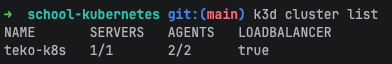 ➜ school-kubernetes git:(main) k3d cluster list
NAME SERVERS AGENTS LOADBALANCER
teko-k8s 1/1 2/2 true